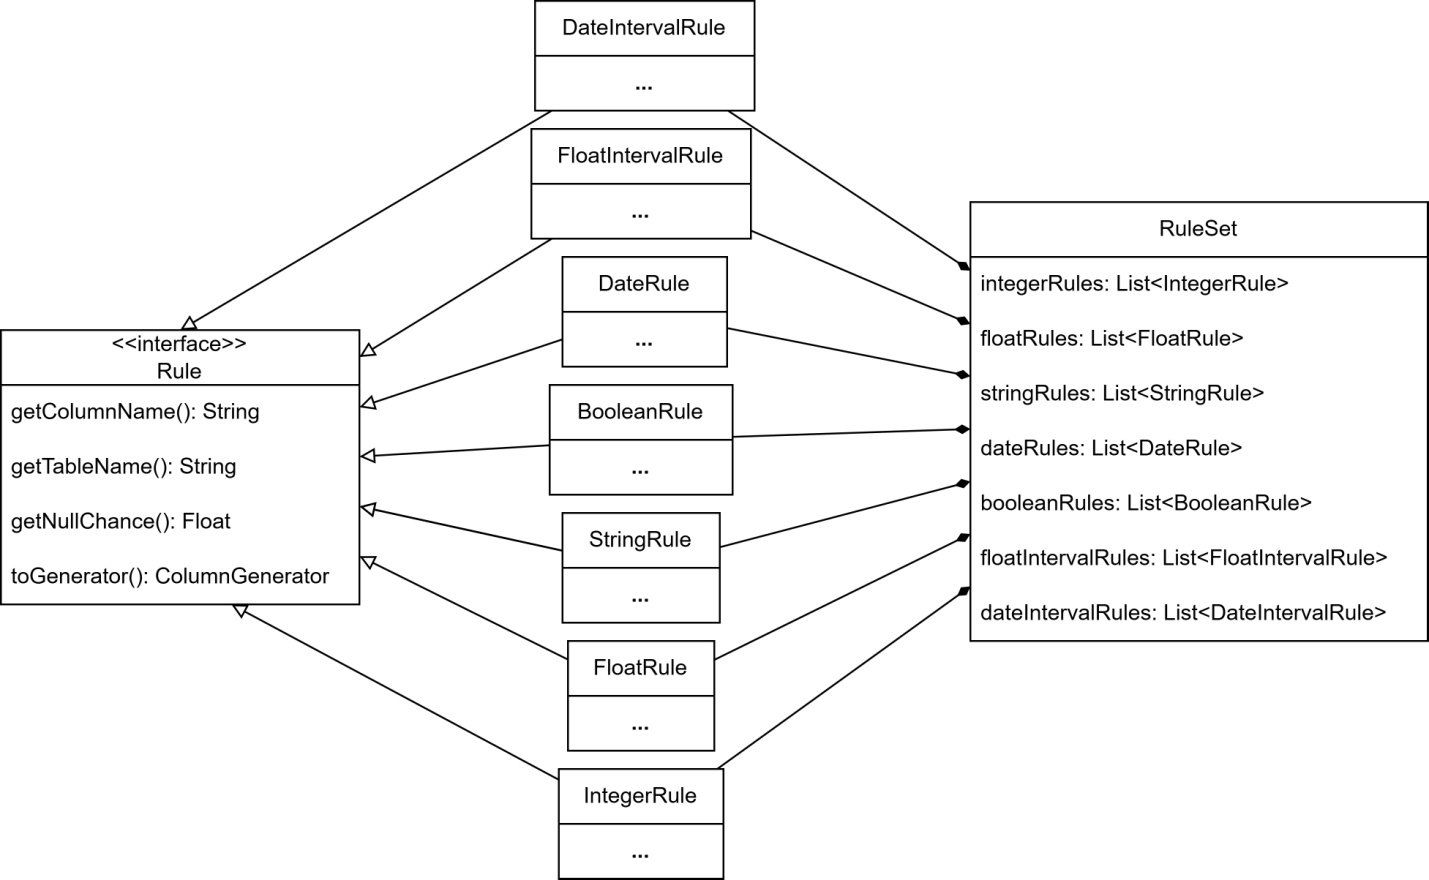 DateIntervalRule
...
FloatIntervalRule
...
DateRule
...
BooleanRule
...
StringRule
...
FloatRule
...
IntegerRule
...
<<interface>>
Rule
getColumnName(): String
getTableName(): String
getNullChance(): Float
toGenerator(): ColumnGenerator
RuleSet
integerRules: List<IntegerRule>
floatRules: List<FloatRule>
stringRules: List<StringRule>
dateRules: List<DateRule>
booleanRules: List<BooleanRule>
floatIntervalRules: List<FloatIntervalRule>
dateIntervalRules: List<DateIntervalRule>